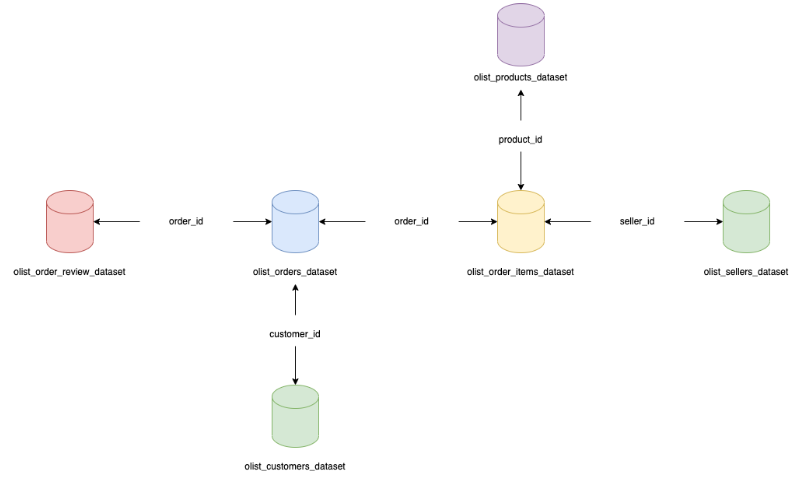 olist_products_dataset
product_id
order_id
order_id
seller_id
olist_order_review_dataset
olist_orders_dataset
olist_order_items_dataset
olist_sellers_dataset
customer_id
olist_customers_dataset